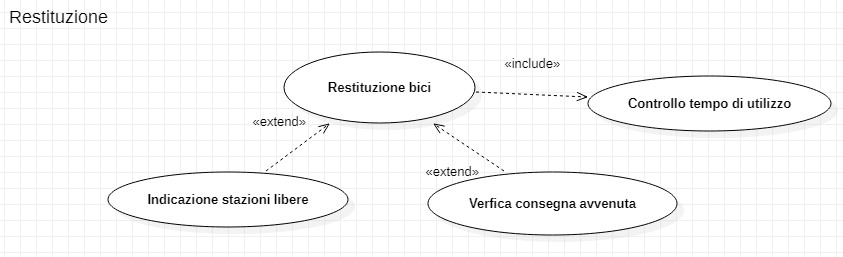 Restituzione
«include»
Restituzione bici
Controllo tempo di utilizzo
«extend»
«extend»
Indicazione stazioni libere
Verfica consegna avvenuta